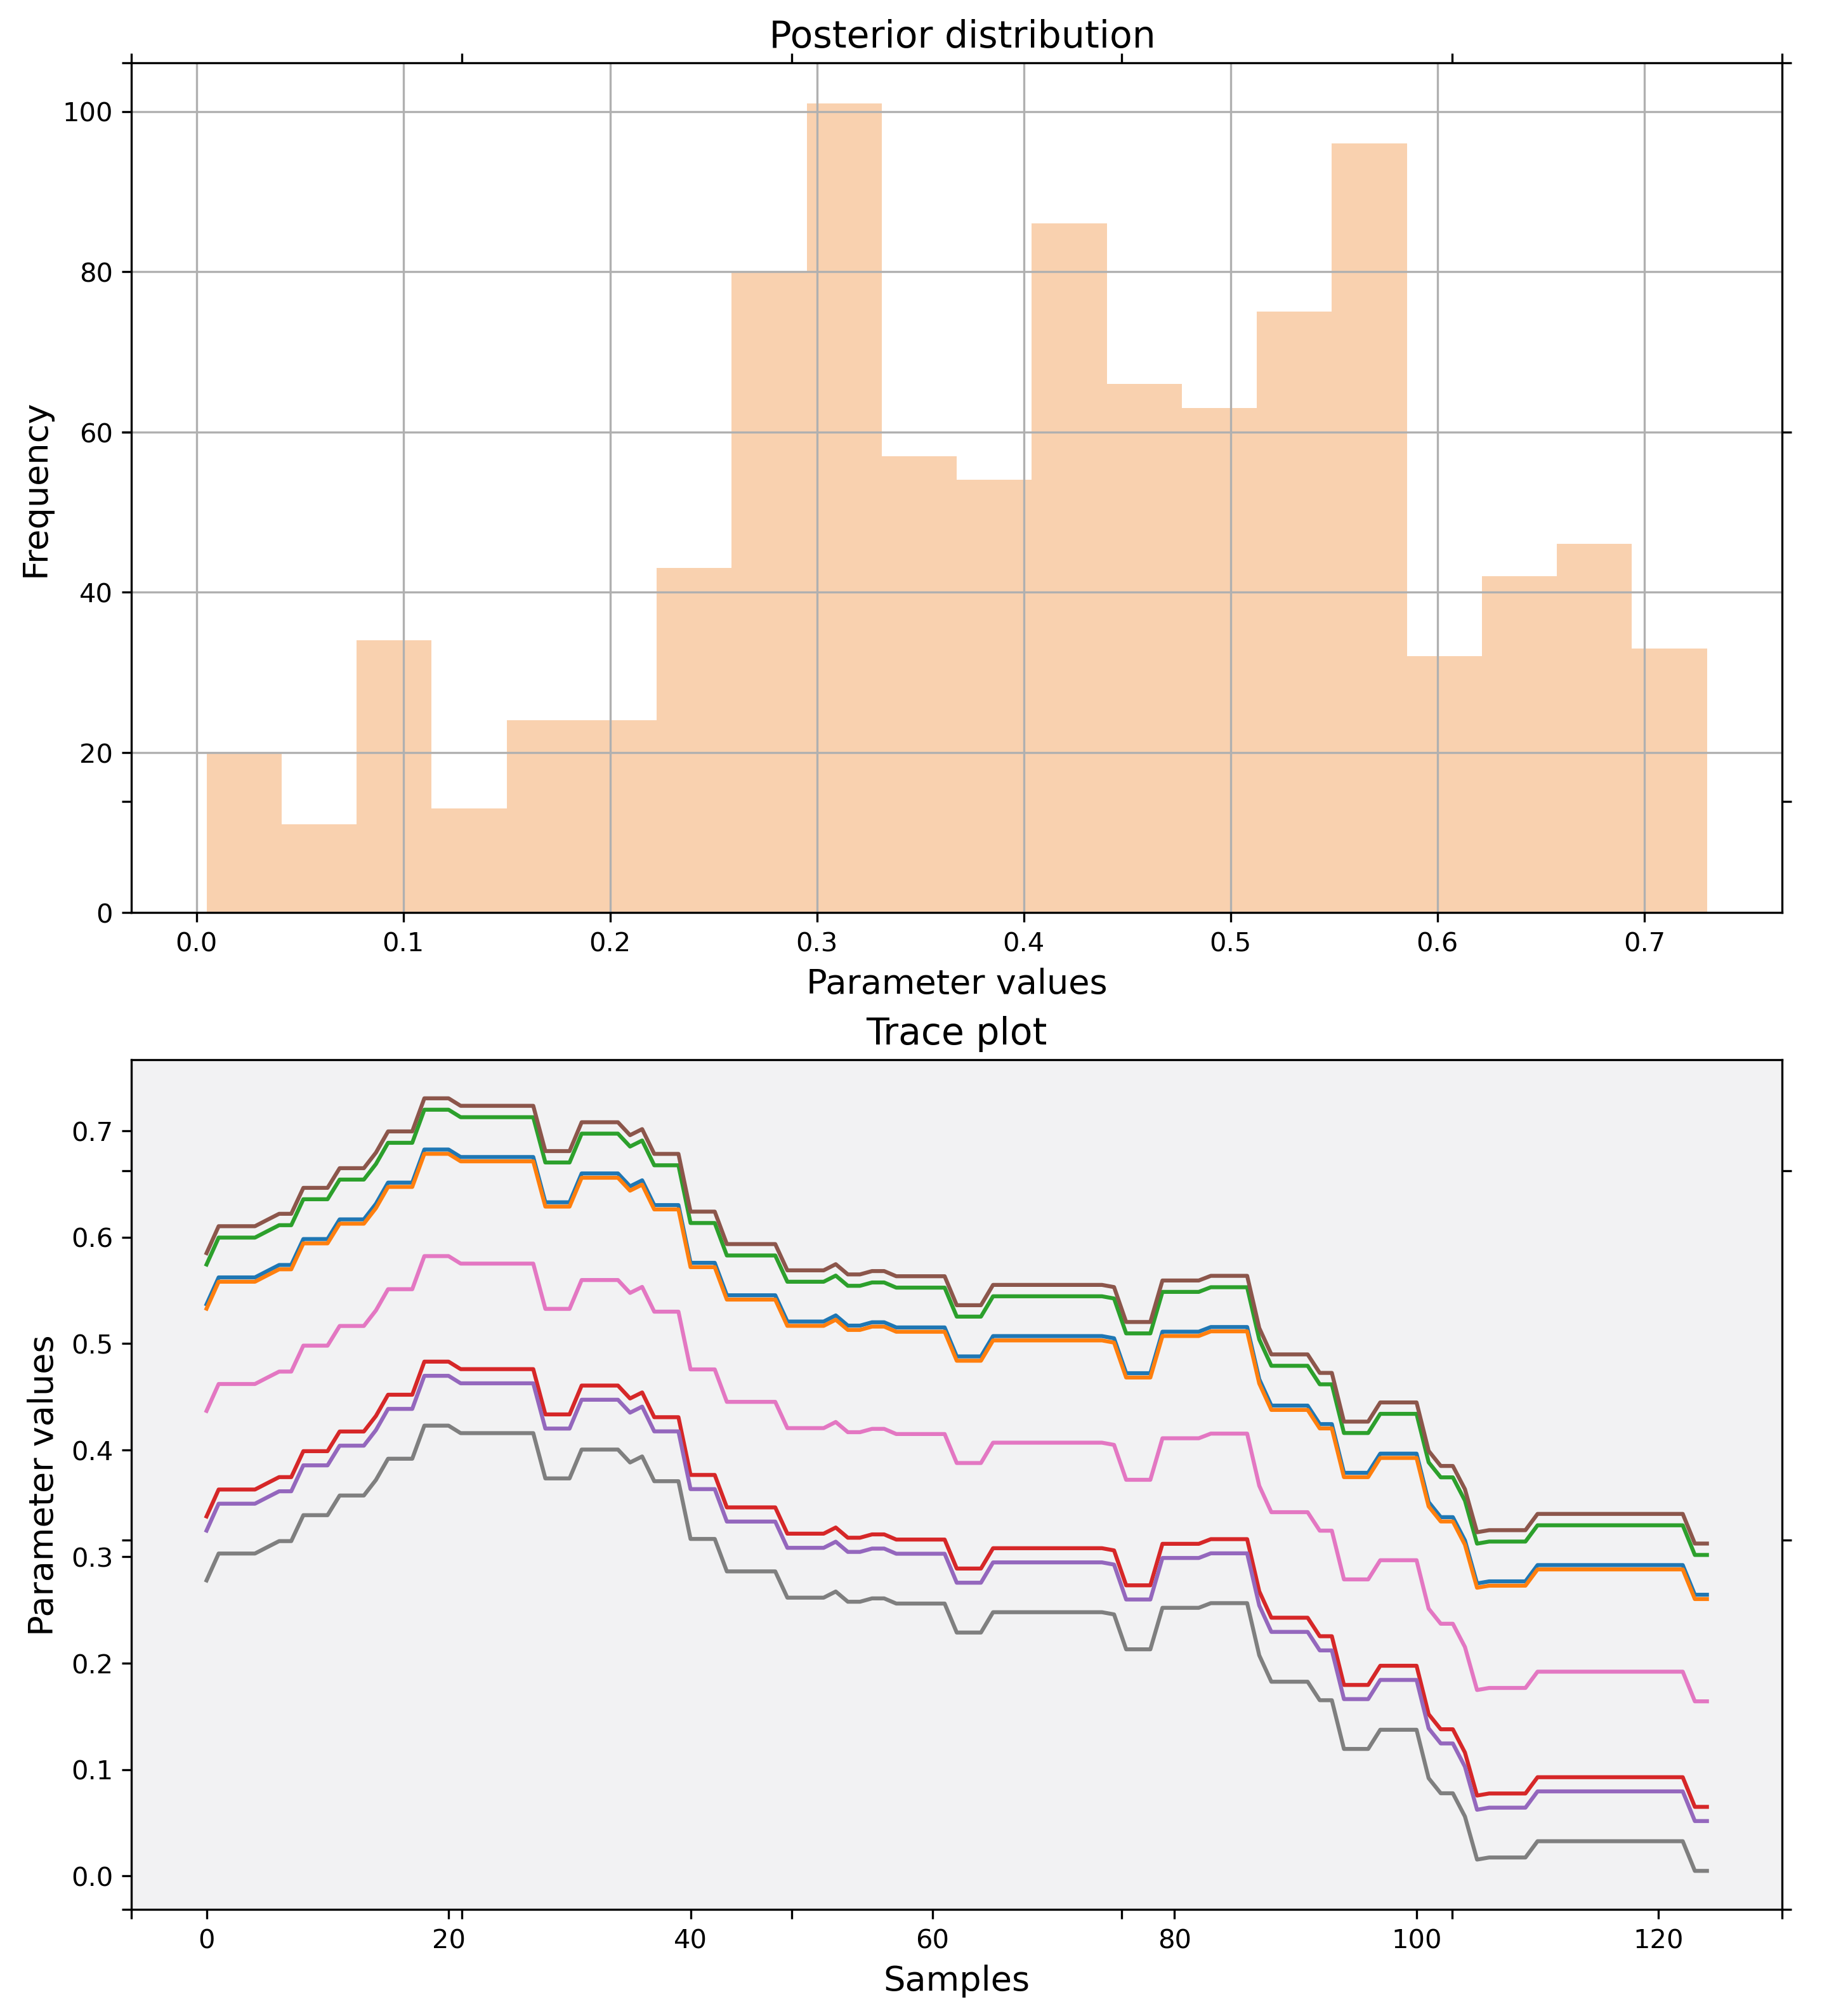 Posterior distribution
100
80
60
40
20
0
Frequency
0.0 0.1 0.2 0.3 0.4 0.5 0.6 0.7
Parameter values
Trace plot
0.7
0.6
0.5
0.4
0.3
0.2
0.1
0.0
Parameter values
0 20 40 60 80 100 120
Samples